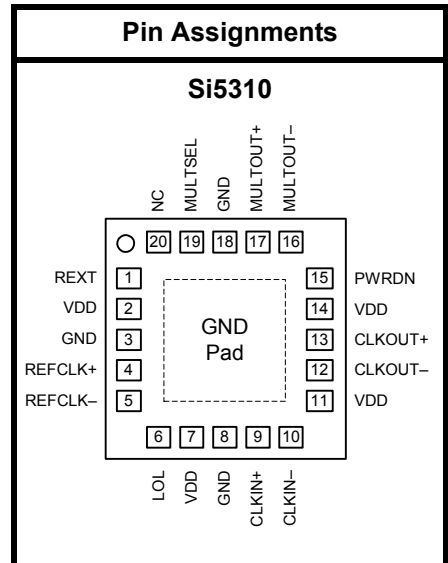 Pin Assignments
Si5310
NC
MULTSEL
GND
MULTOUT+
MULTOUT–
20 19 18 17 16
REXT 1
VDD 2
GND 3
REFCLK+ 4
REFCLK– 5
GND
Pad
15 PWRDN
14 VDD
13 CLKOUT+
12 CLKOUT–
11 VDD
6 7 8 9 10
LOL
VDD
GND
CLKIN+
CLKIN–